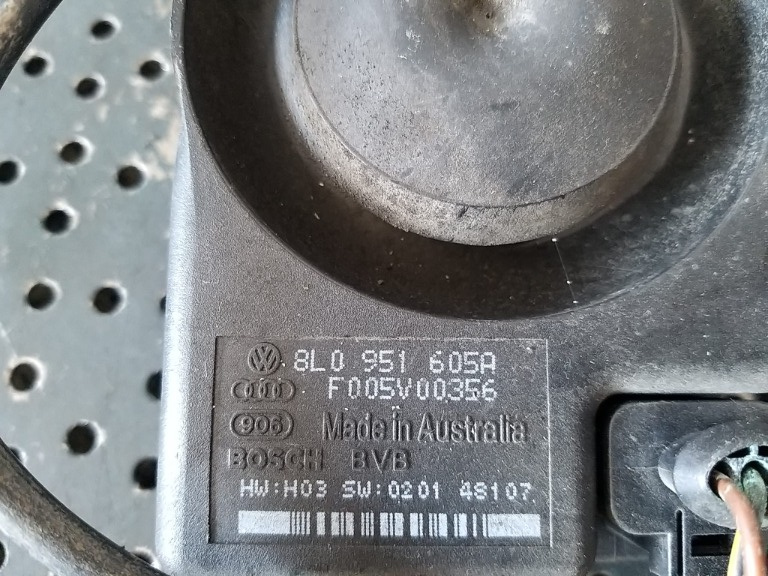 8L0 951 605A
F005V00356
906 Made in Australia
BOSCH BVB
HW:H03 SW:0201 48107